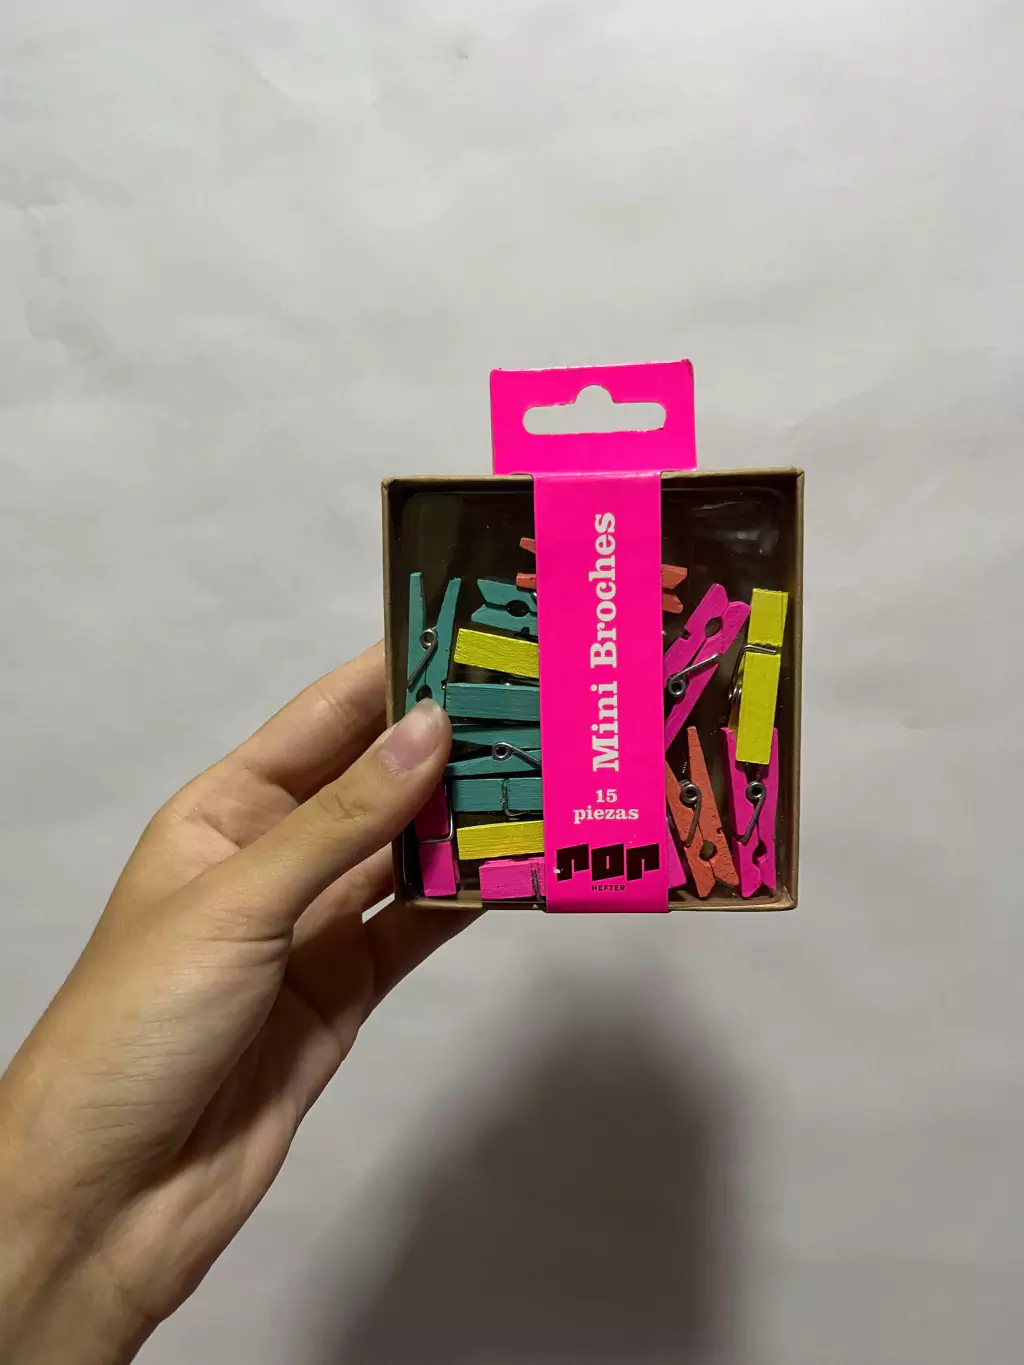 Mini Broches
15
piezas
POP
HEFTER